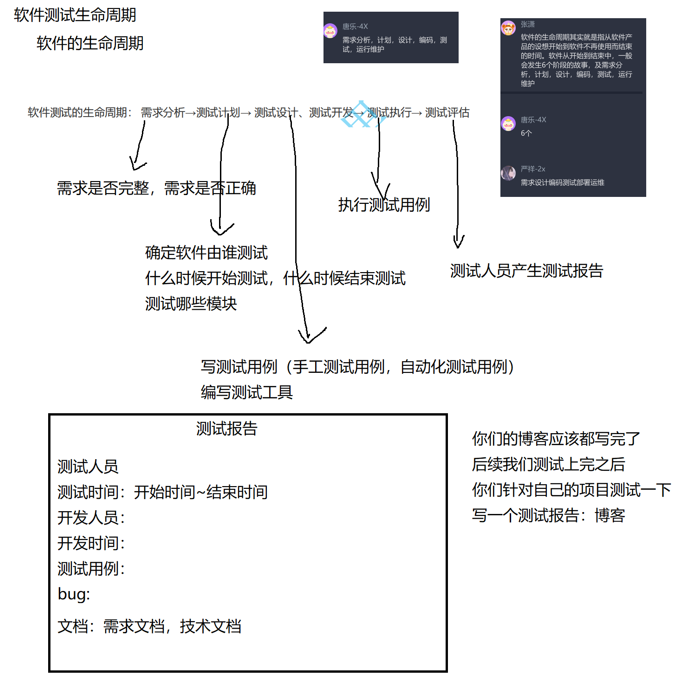 软件测试生命周期
软件的生命周期
唐乐-4X
需求分析，计划，设计，编码，测
试，运行维护
张潇
软件的生命周期其实就是指从软件产
品的设想开始到软件不再使用而结束
的时间。软件从开始到结束中，一般
会发生6个阶段的故事，及需求分
析，计划，设计，编码，测试，运行
维护
唐乐-4X
6个
严祥-2x
需求设计编码测试部署运维
软件测试的生命周期： 需求分析→测试计划→ 测试设计、测试开发→ 测试执行→ 测试评估
需求是否完整，需求是否正确
执行测试用例
确定软件由谁测试
什么时候开始测试，什么时候结束测试
测试哪些模块
测试人员产生测试报告
写测试用例（手工测试用例，自动化测试用例）
编写测试工具
测试报告
测试人员
测试时间：开始时间~结束时间
开发人员：
开发时间：
测试用例：
bug:
文档：需求文档，技术文档
你们的博客应该都写完了
后续我们测试上完之后
你们针对自己的项目测试一下
写一个测试报告：博客